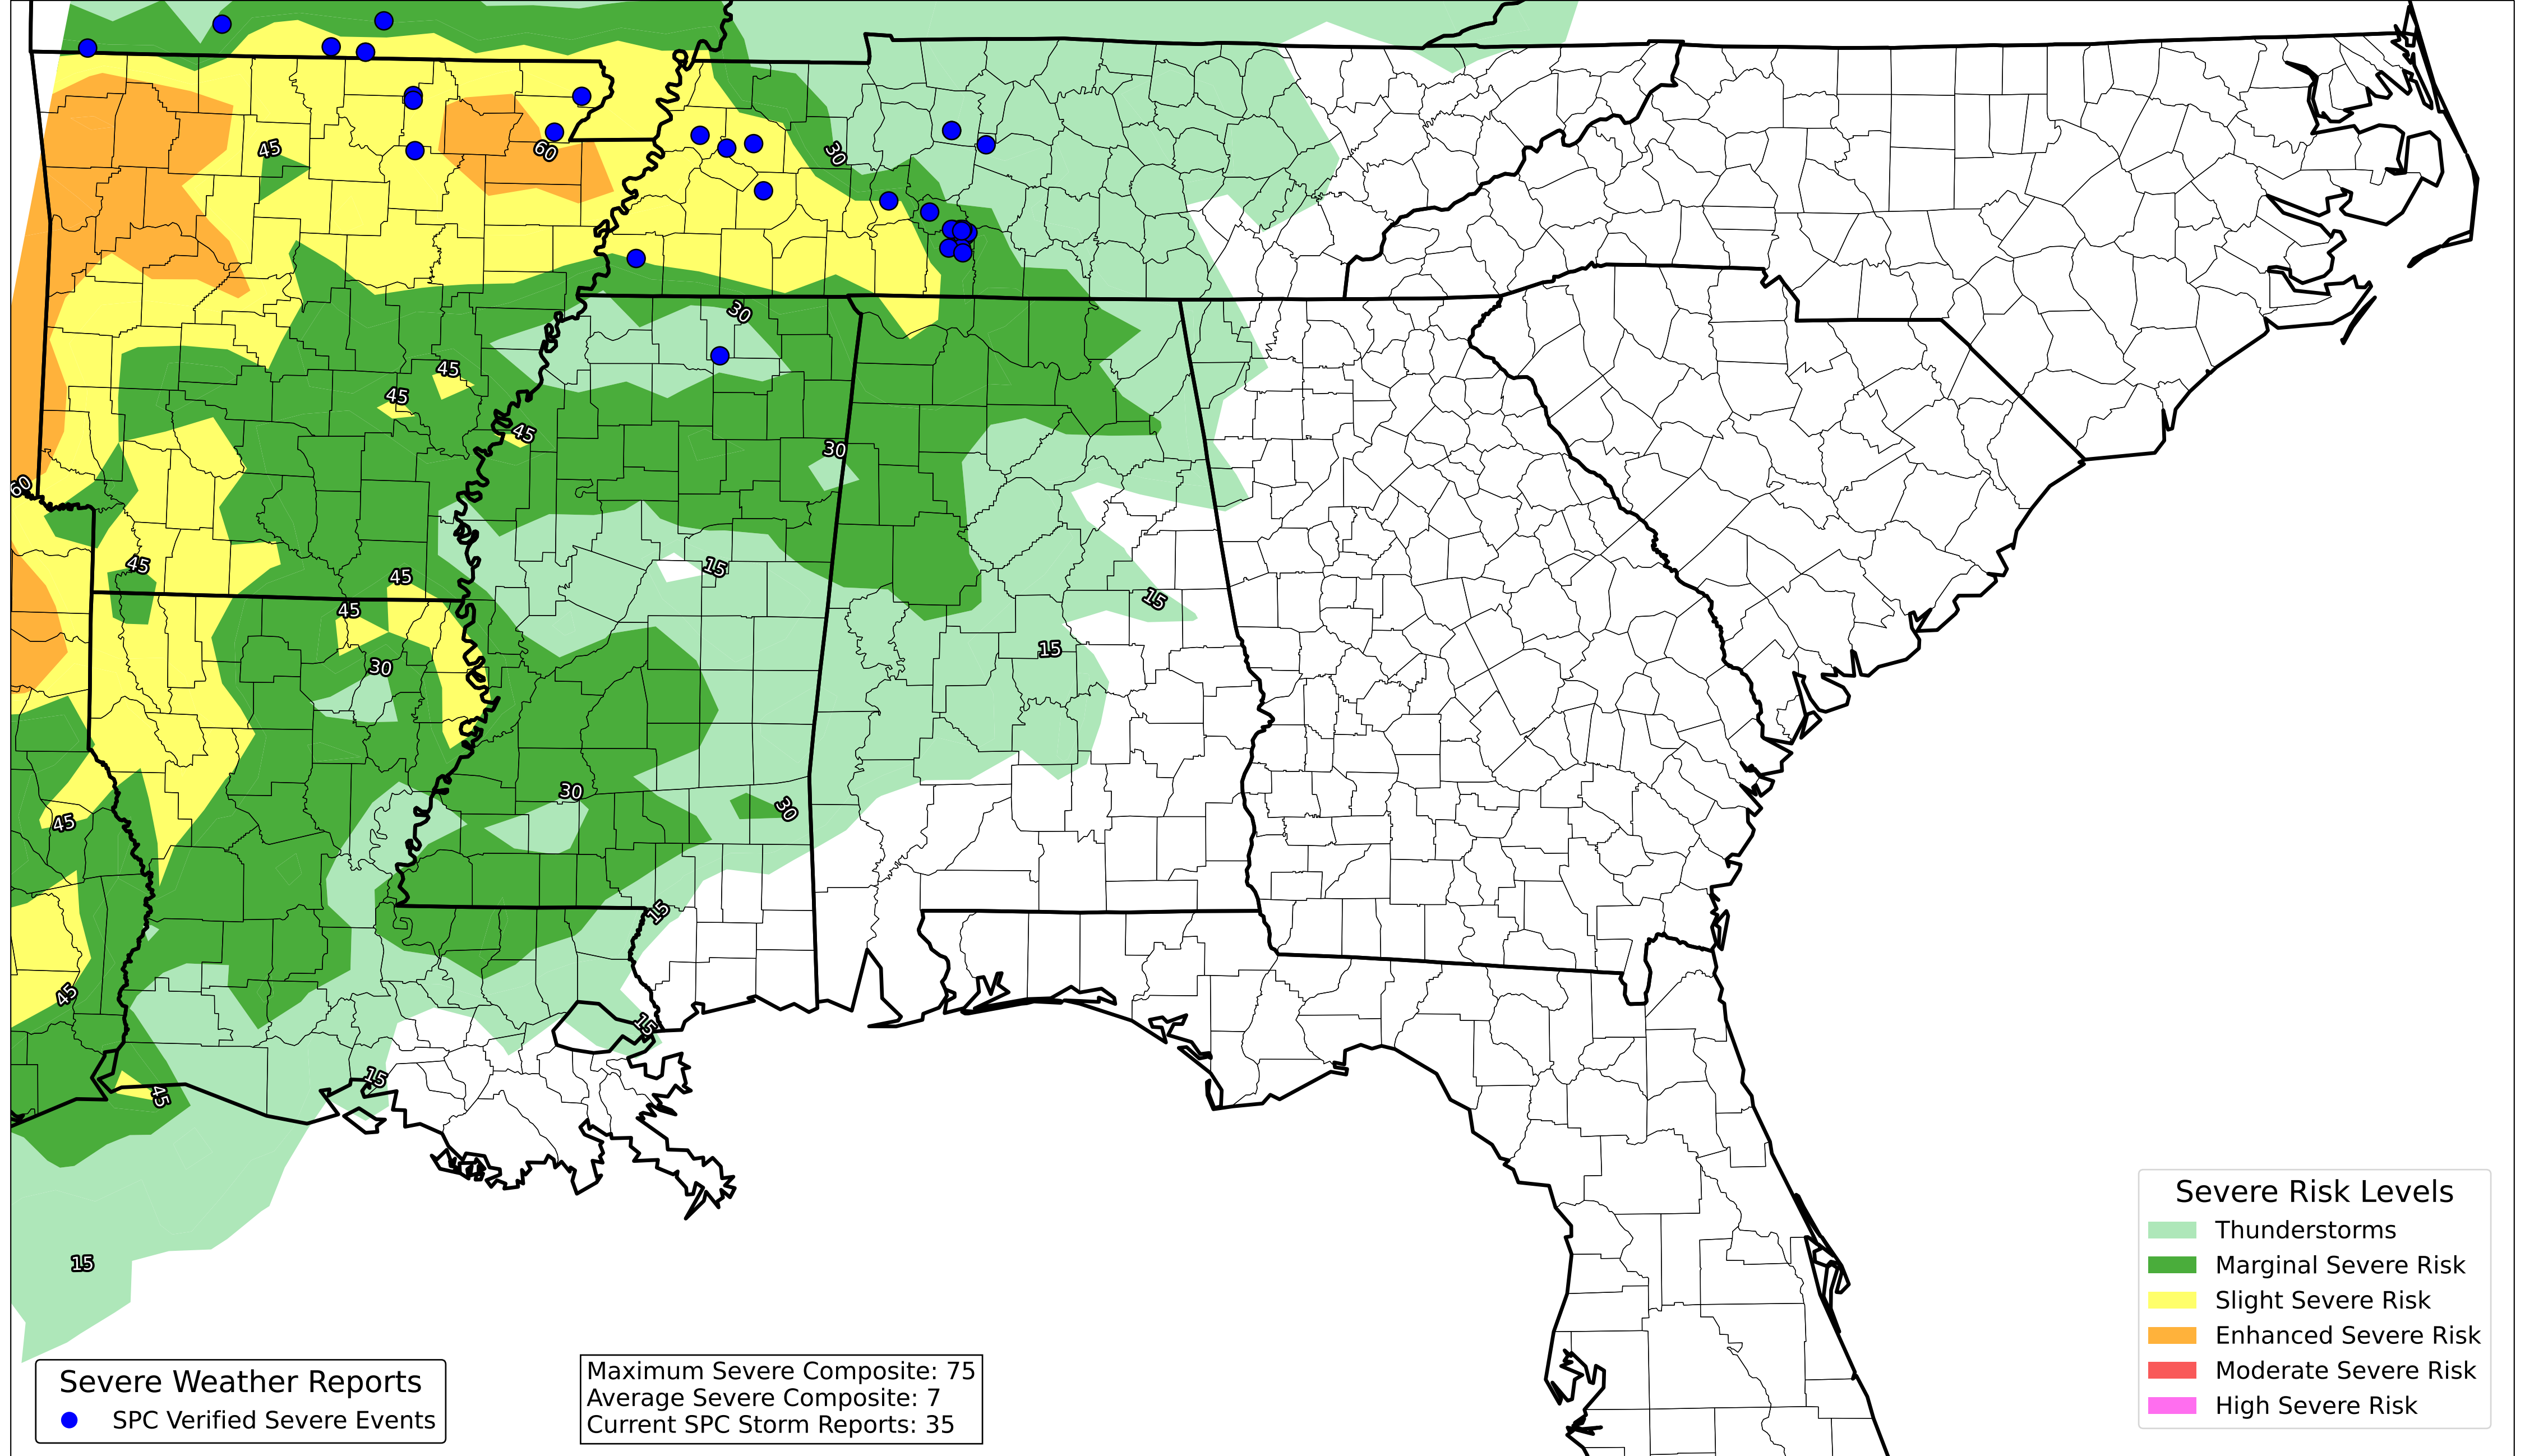 45
60
30
30
45
45
45
30
60
45
15
45
15
45
15
30
30
30
45
15
45
15
15
45
15
Severe Risk Levels
Thunderstorms
Marginal Severe Risk
Slight Severe Risk
Enhanced Severe Risk
Moderate Severe Risk
High Severe Risk
Severe Weather Reports
SPC Verified Severe Events
Maximum Severe Composite: 75
Average Severe Composite: 7
Current SPC Storm Reports: 35